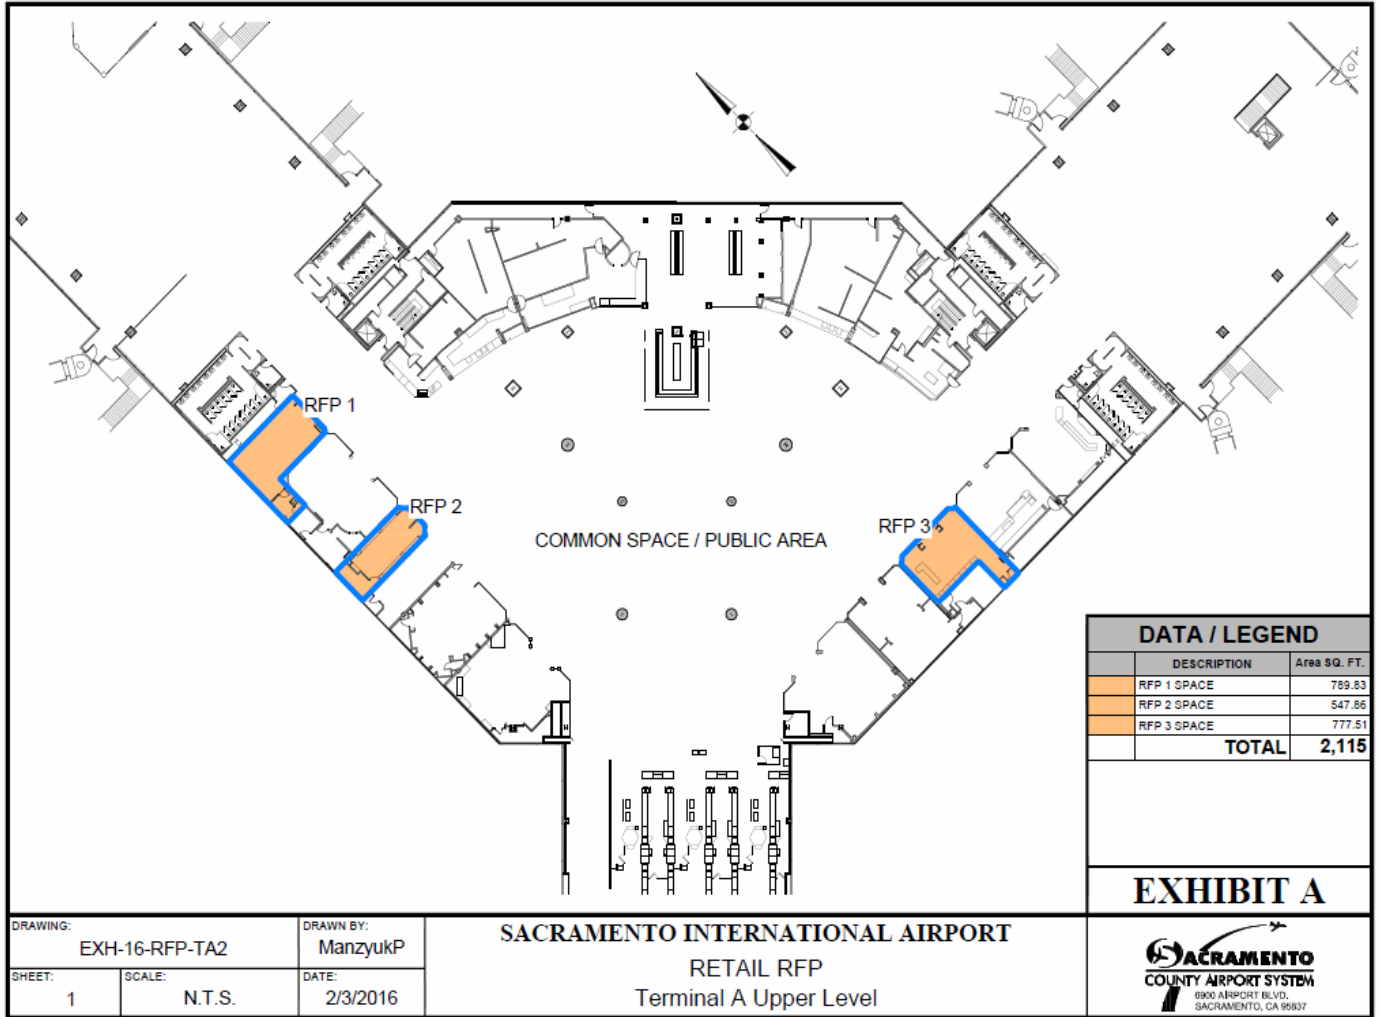 RFP 1
RFP 2
RFP 3
COMMON SPACE / PUBLIC AREA
DATA / LEGEND
DESCRIPTION Area SQ. FT.
RFP 1 SPACE 789.83
RFP 2 SPACE 547.86
RFP 3 SPACE 777.51
TOTAL 2,115
EXHIBIT A
DRAWING:
EXH-16-RFP-TA2
DRAWN BY:
ManzyukP
SHEET:
1
SCALE:
N.T.S.
DATE:
2/3/2016
SACRAMENTO INTERNATIONAL AIRPORT
RETAIL RFP
Terminal A Upper Level
SACRAMENTO
COUNTY AIRPORT SYSTEM
6900 AIRPORT BLVD.
SACRAMENTO, CA 95837